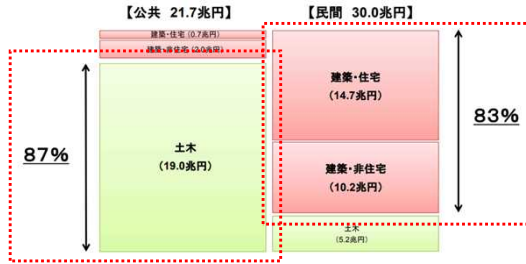 【公共 21.7兆円】
【民間 30.0兆円】
建築・住宅（0.7兆円）
建築・非住宅（2.0兆円）
87%
土木
（19.0兆円）
建築・住宅
（14.7兆円）
建築・非住宅
（10.2兆円）
土木
（5.2兆円）
83%